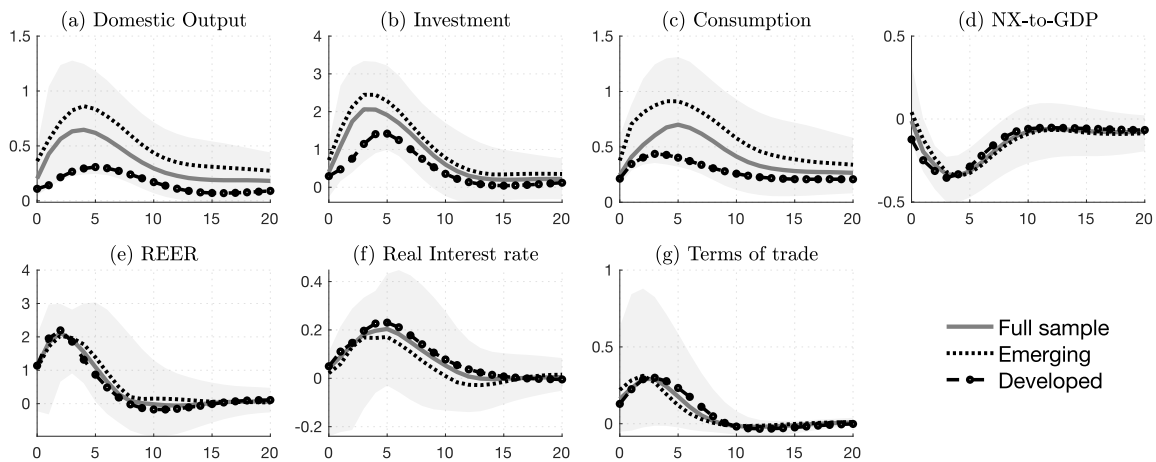 (a) Domestic Output
(b) Investment
(c) Consumption
(d) NX-to-GDP
1.5
1
0.5
0
0 5 10 15 20
4
3
2
1
0
0 5 10 15 20
1.5
1
0.5
0
0 5 10 15 20
0.5
0
-0.5
0 5 10 15 20
(e) REER
(f) Real Interest rate
(g) Terms of trade
4
3
2
1
0
0 5 10 15 20
0.4
0.2
0
-0.2
0 5 10 15 20
1
0.5
0
0 5 10 15 20
Full sample
Emerging
Developed